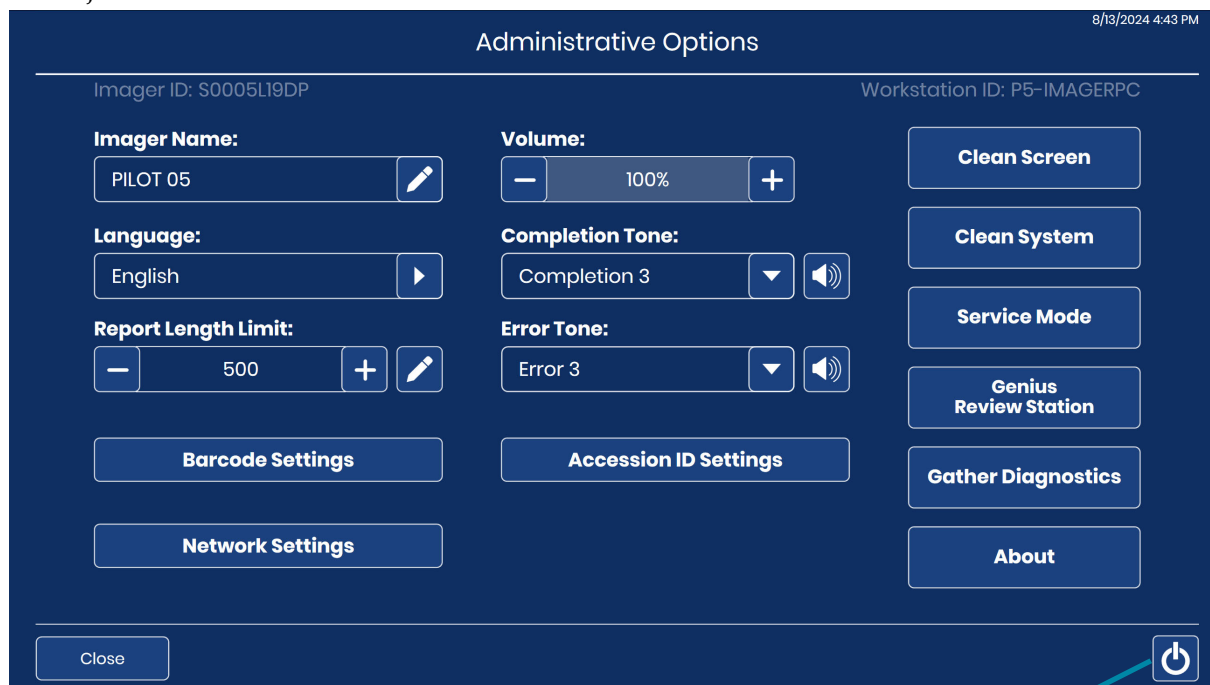 8/13/2024 4:43 PM
Administrative Options
Imager ID: S0005L19DP
Workstation ID: P5-IMAGERPC
Imager Name:
PILOT 05
Volume:
100%
Clean Screen
Language:
English
Completion Tone:
Completion 3
Clean System
Report Length Limit:
500
Error Tone:
Error 3
Service Mode
Genius
Review Station
Barcode Settings
Accession ID Settings
Gather Diagnostics
Network Settings
About
Close